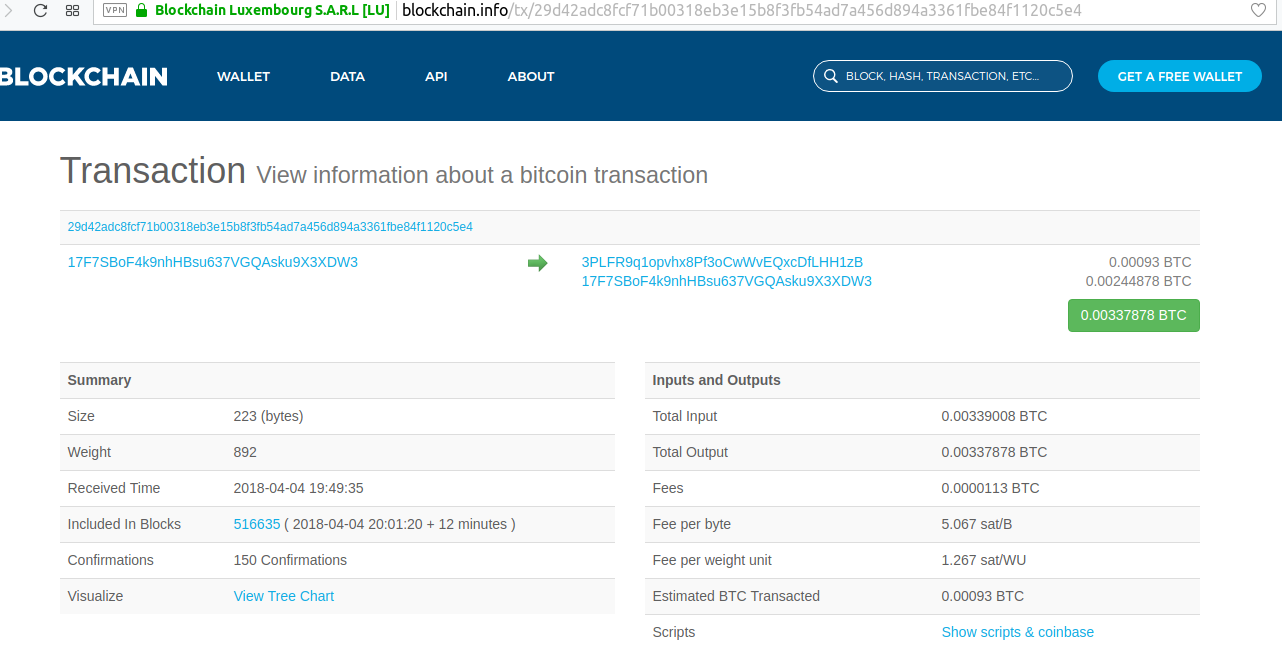 VPN Blockchain Luxembourg S.A.R.L [LU] blockchain.info/tx/29d42adc8fcf71b00318eb3e15b8f3fb54ad7a456d894a3361fbe84f1120c5e4
BLOCKCHAIN WALLET DATA API ABOUT BLOCK, HASH, TRANSACTION, ETC... GET A FREE WALLET
Transaction View information about a bitcoin transaction
29d42adc8fcf71b00318eb3e15b8f3fb54ad7a456d894a3361fbe84f1120c5e4
17F7SBoF4k9nhHBsu637VGQAsku9X3XDW3 3PLFR9q1opvhx8Pf3oCwWvEQxcDfLHH1zB 0.00093 BTC
17F7SBoF4k9nhHBsu637VGQAsku9X3XDW3 0.00244878 BTC
0.00337878 BTC
Summary
Size 223 (bytes)
Weight 892
Received Time 2018-04-04 19:49:35
Included In Blocks 516635 ( 2018-04-04 20:01:20 + 12 minutes )
Confirmations 150 Confirmations
Visualize View Tree Chart
Inputs and Outputs
Total Input 0.00339008 BTC
Total Output 0.00337878 BTC
Fees 0.0000113 BTC
Fee per byte 5.067 sat/B
Fee per weight unit 1.267 sat/WU
Estimated BTC Transacted 0.00093 BTC
Scripts Show scripts & coinbase